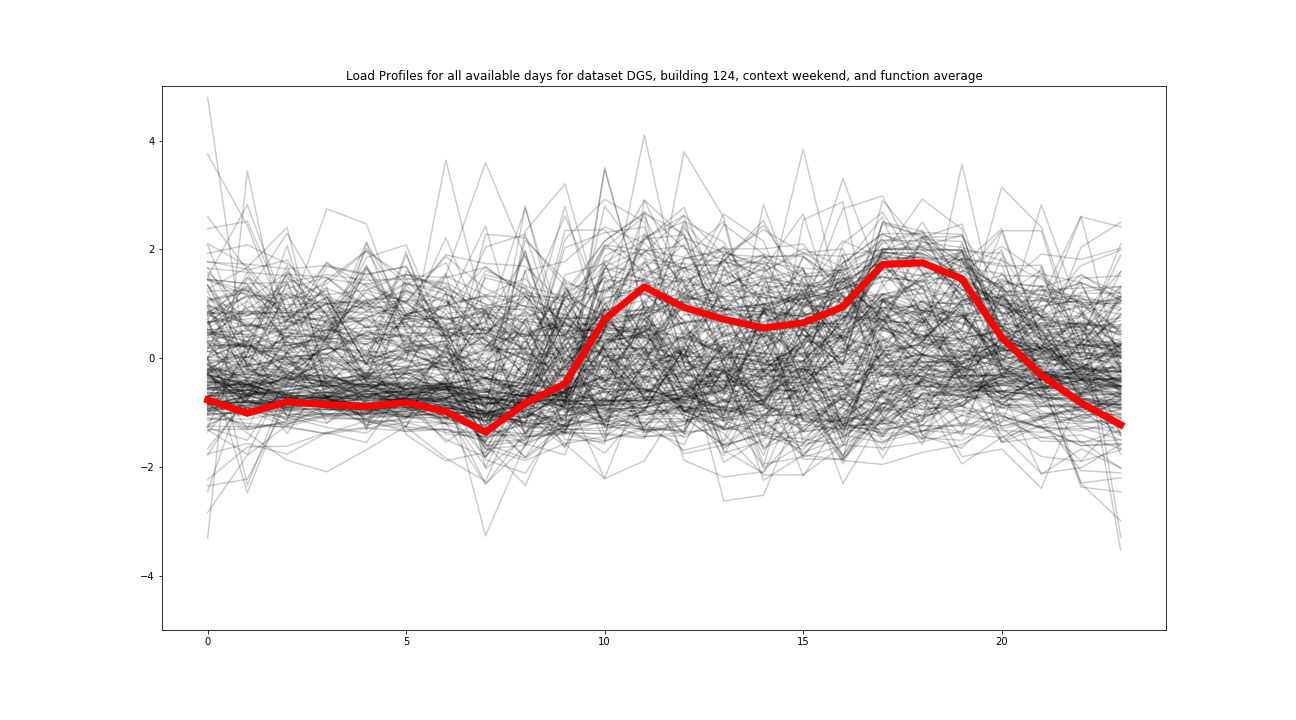 Load Profiles for all available days for dataset DGS, building 124, context weekend, and function average
4
2
0
−2
−4
0 5 10 15 20